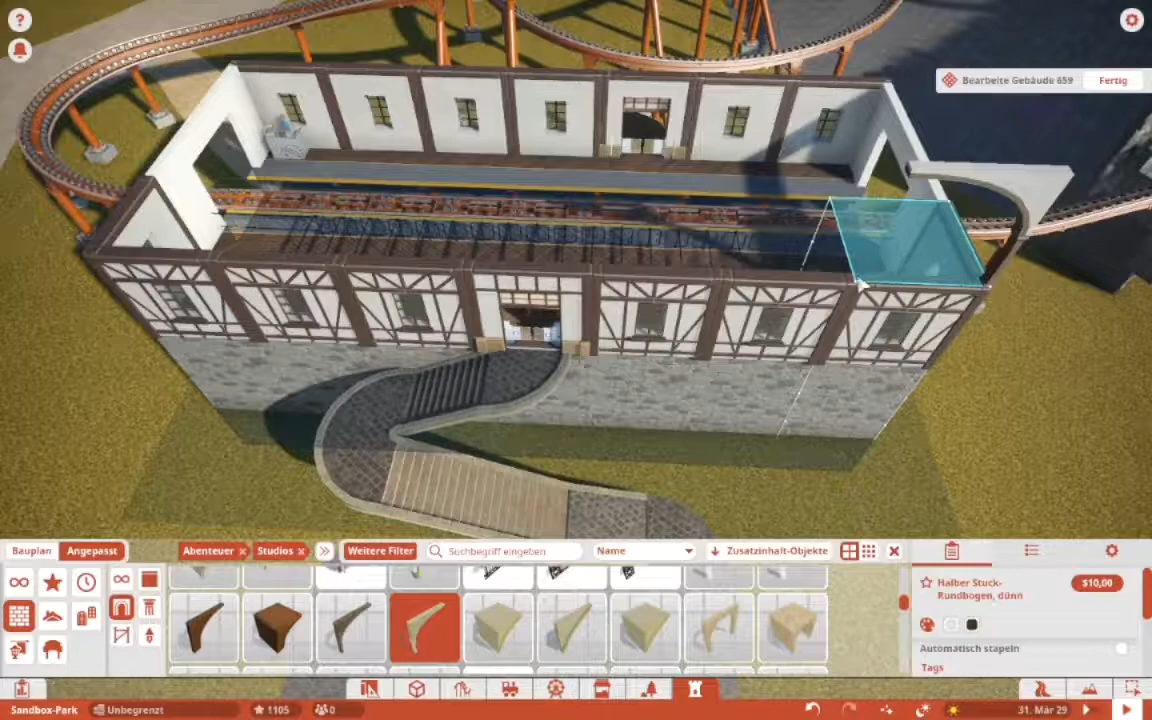 ?
Bearbeite Gebäude 659
Fertig
Bauplan
Angepasst
Abenteuer x
Studios x
Weitere Filter
Suchbegriff eingeben
Name
Zusatzinhalt-Objekte
Halber Stuck-
Rundbogen, dünn
$10,00
Automatisch stapeln
Tags
Sandbox-Park
Unbegrenzt
1105
0
31. Mär 29